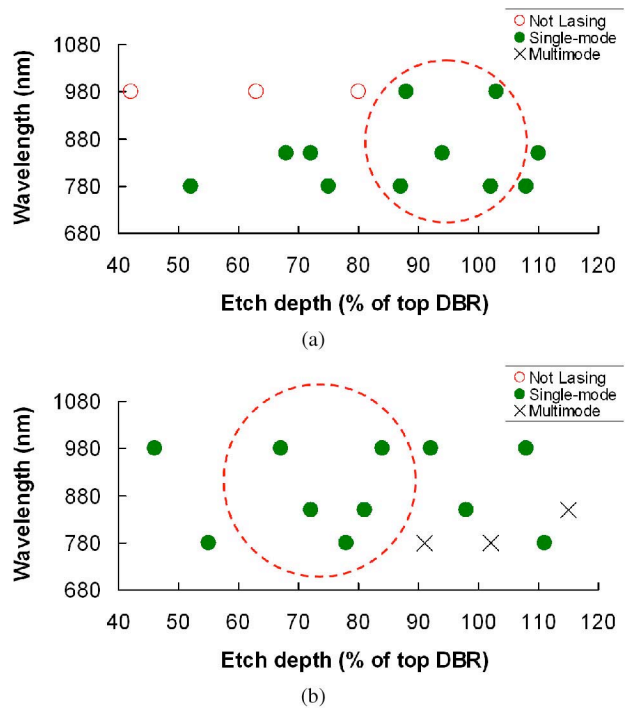 Not Lasing
Single-mode
Multimode
1080
980
880
780
680
Wavelength (nm)
40 50 60 70 80 90 100 110 120
Etch depth (% of top DBR)
(a)
Not Lasing
Single-mode
Multimode
1080
980
880
780
680
Wavelength (nm)
40 50 60 70 80 90 100 110 120
Etch depth (% of top DBR)
(b)